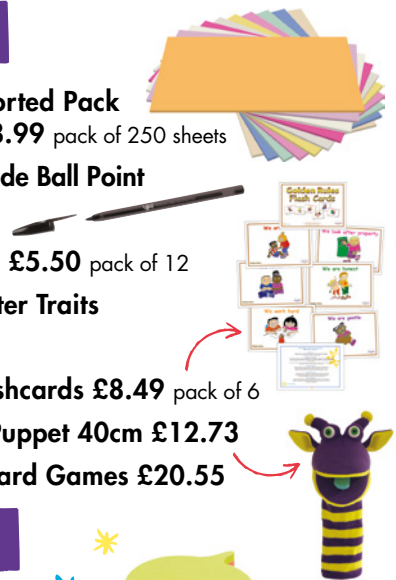 orted Pack
.99 pack of 250 sheets
de Ball Point
£5.50 pack of 12
ter Traits
Golden Rules
Flash Cards
We look after property
We are honest
We work hard
We are gentle
shcards £8.49 pack of 6
Puppet 40cm £12.73
ard Games £20.55